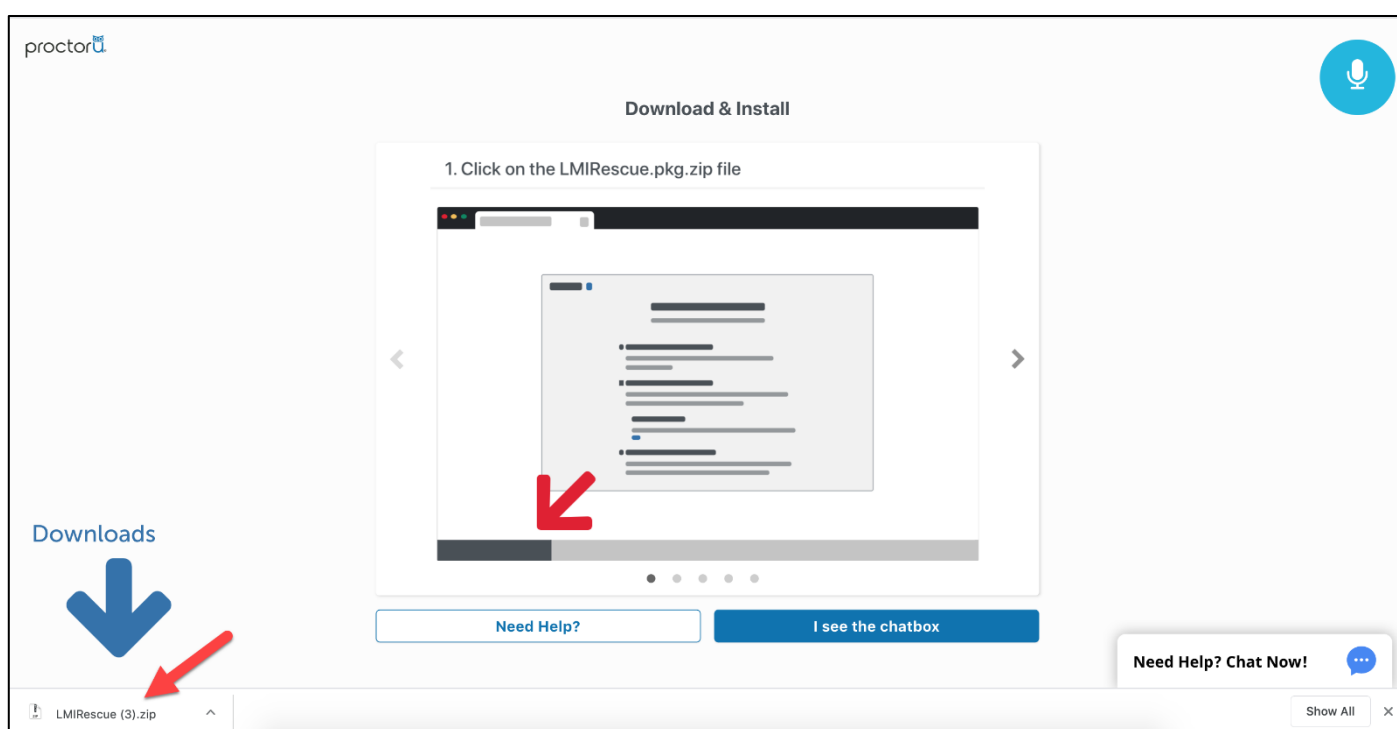 proctorU
Download & Install
1. Click on the LMIRescue.pkg.zip file
Downloads
Need Help?
I see the chatbox
Need Help? Chat Now!
LMIRescue (3).zip
Show All